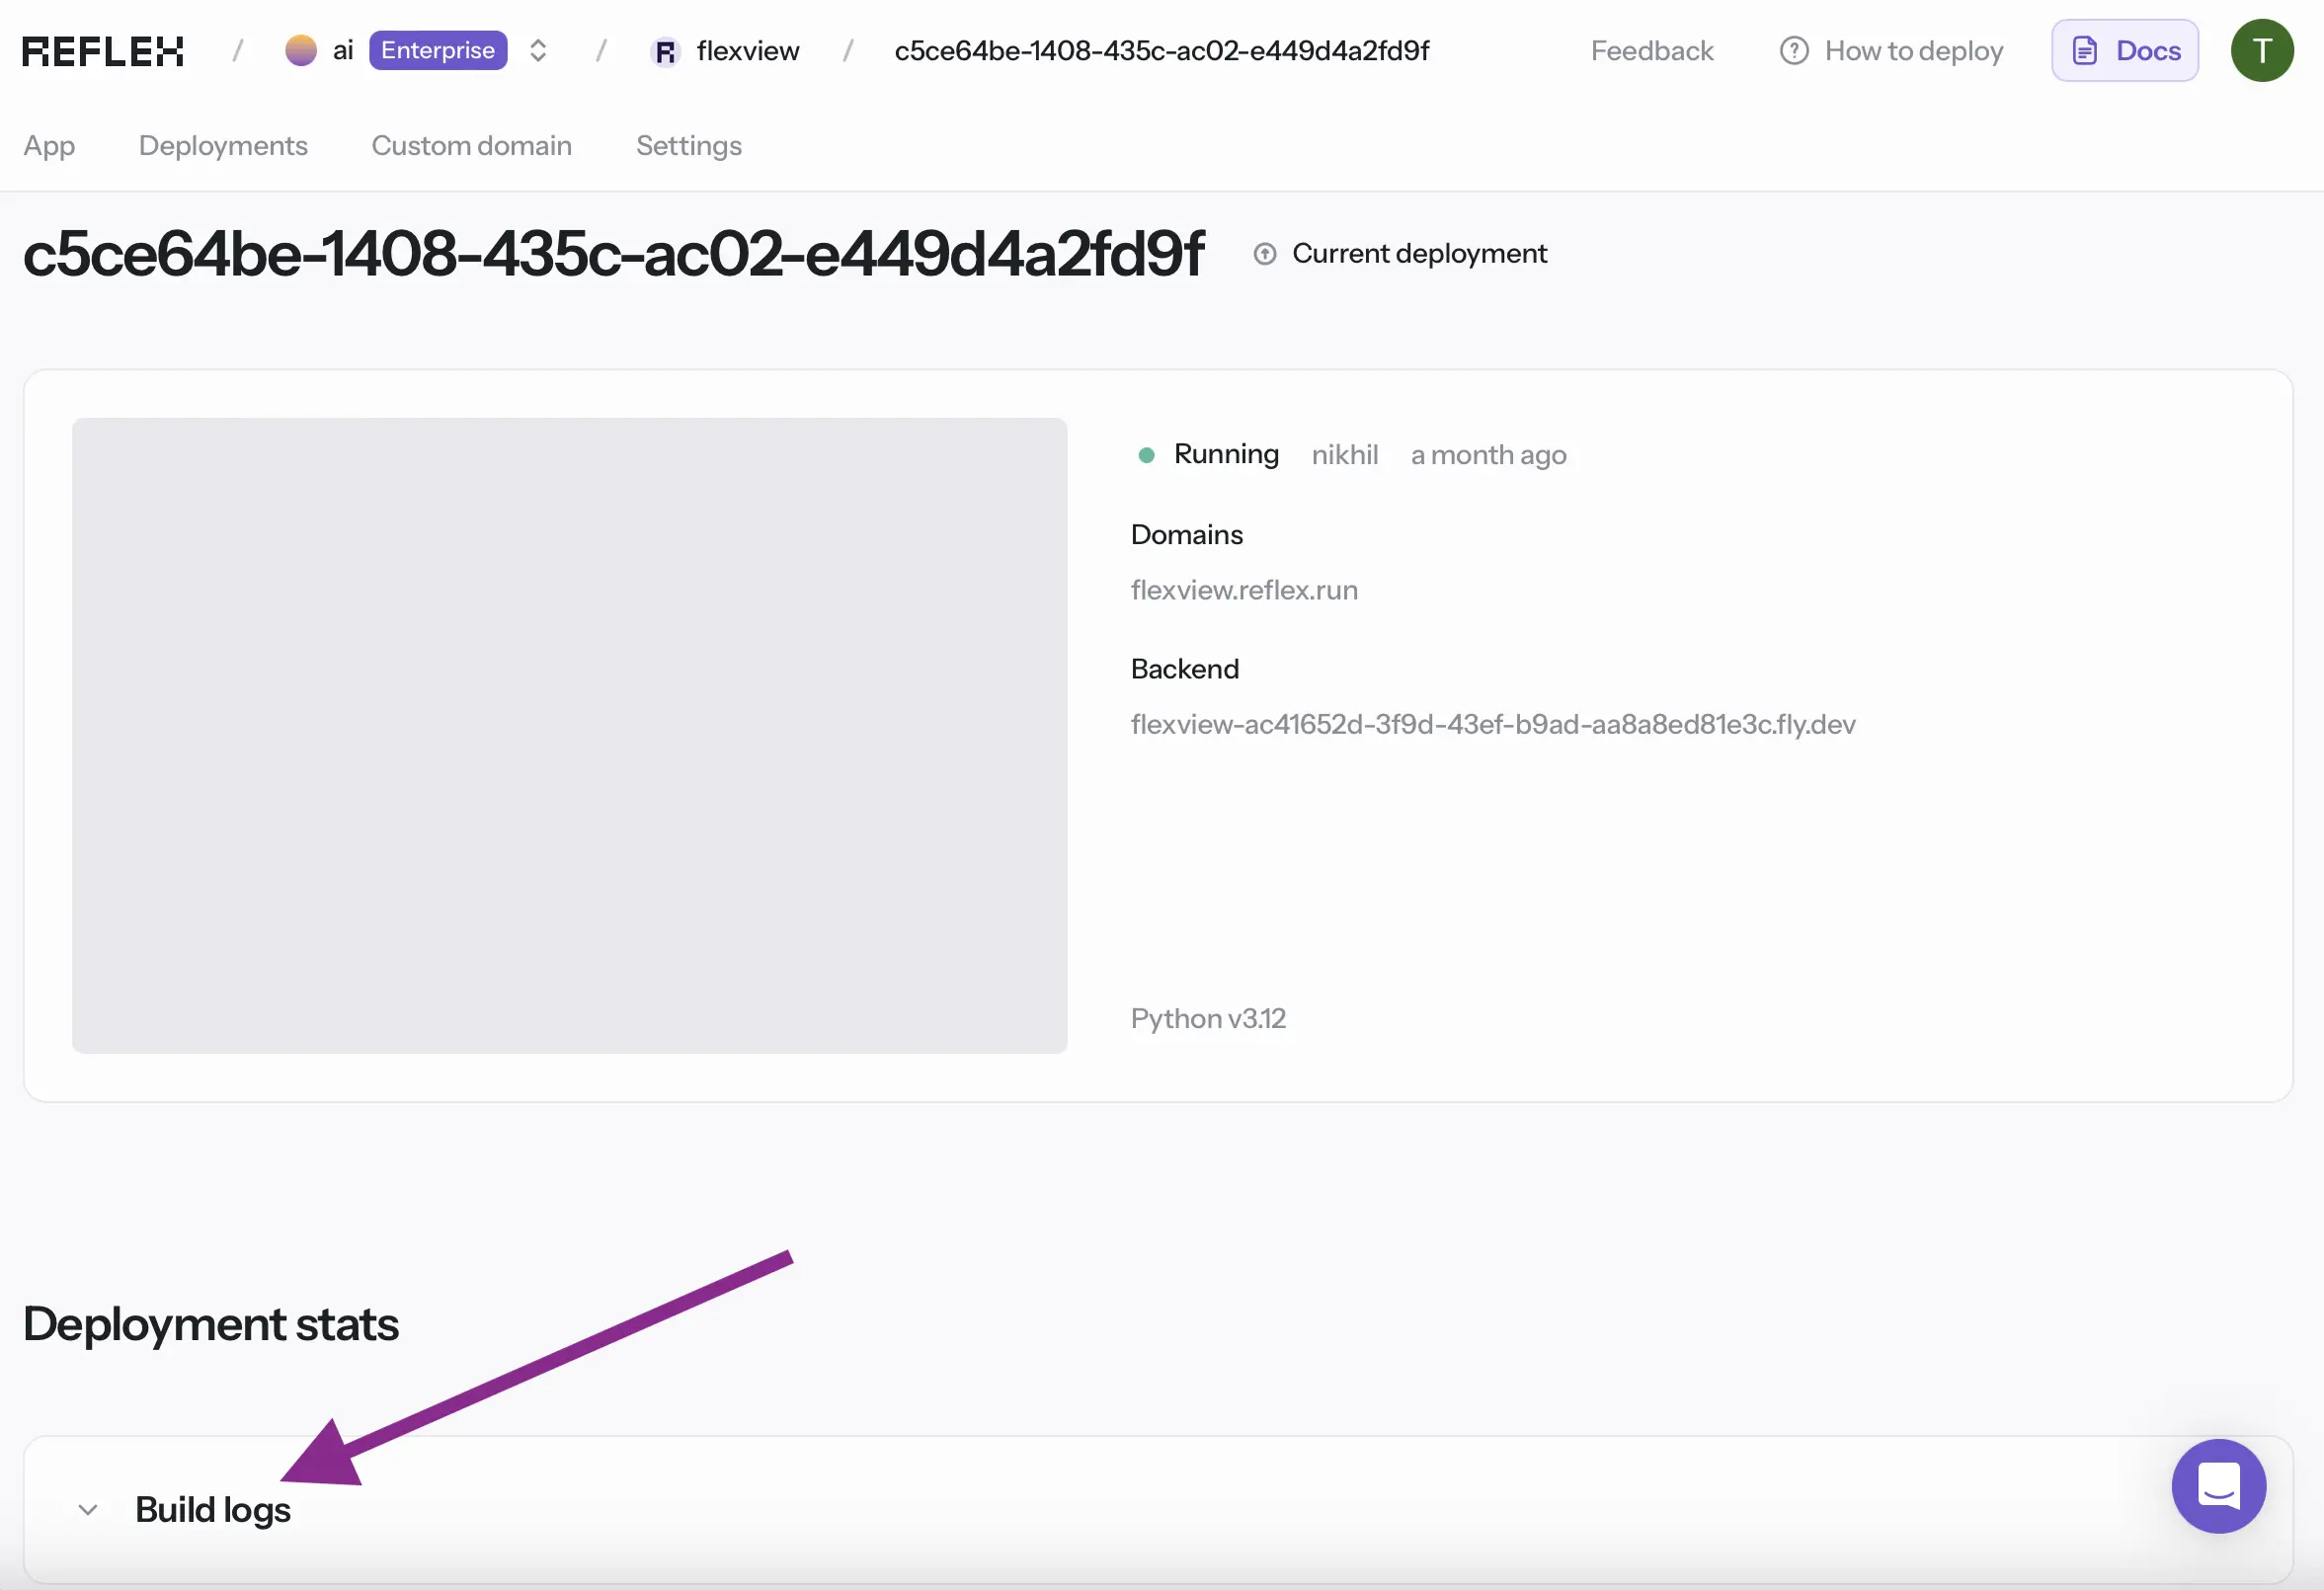 REFLEX / ai Enterprise / R flexview / c5ce64be-1408-435c-ac02-e449d4a2fd9f Feedback How to deploy Docs T
App Deployments Custom domain Settings
c5ce64be-1408-435c-ac02-e449d4a2fd9f Current deployment
Running nikhil a month ago
Domains
flexview.reflex.run
Backend
flexview-ac41652d-3f9d-43ef-b9ad-aa8a8ed81e3c.fly.dev
Python v3.12
Deployment stats
Build logs